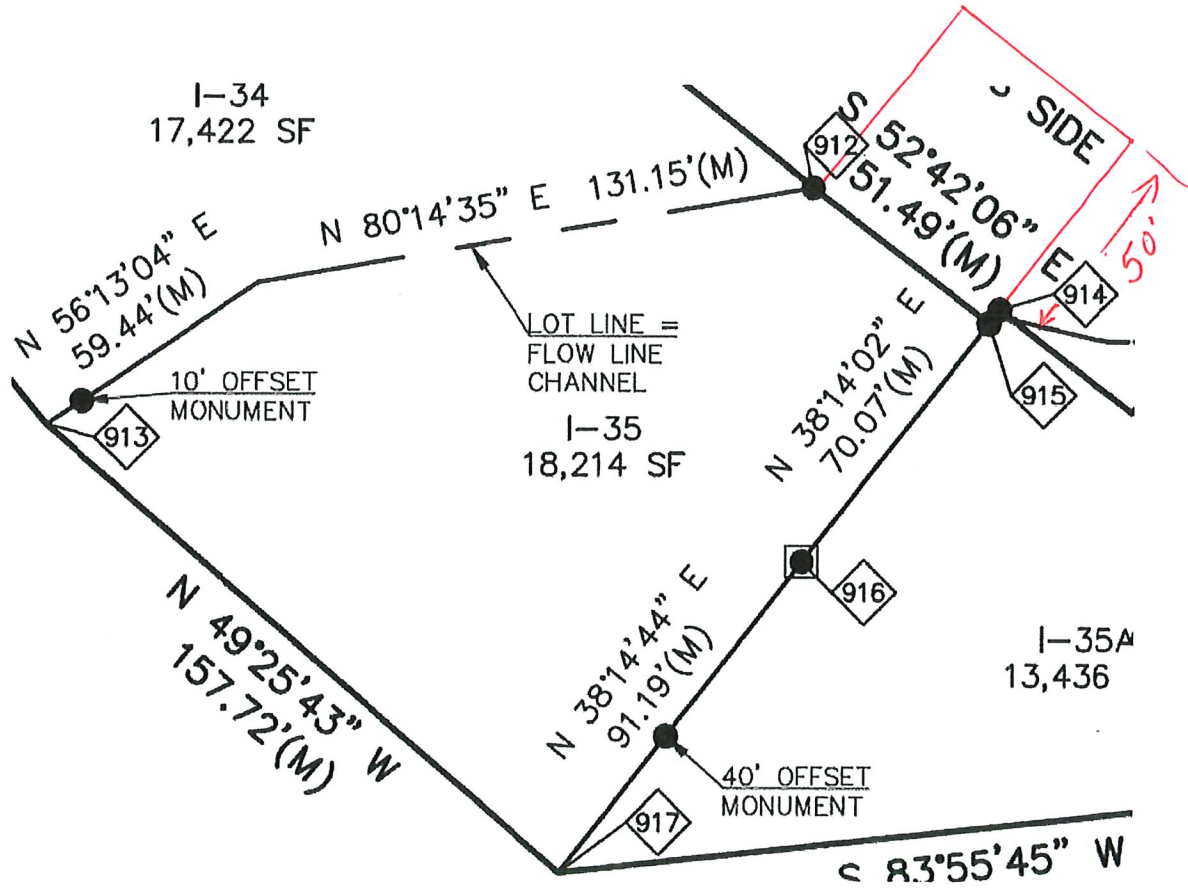 I-34
17,422 SF
S 52°42'06" E
51.49'(M)
SIDE
912
N 80°14'35" E 131.15'(M)
N 56°13'04" E
59.44'(M)
914
50'
LOT LINE =
FLOW LINE
CHANNEL
10' OFFSET
MONUMENT
913
I-35
18,214 SF
N 38°14'02" E
70.07'(M)
915
916
N 49°25'43" W
157.72'(M)
N 38°14'44" E
91.19'(M)
I-35A
13,436
40' OFFSET
MONUMENT
917
S 83°55'45" W